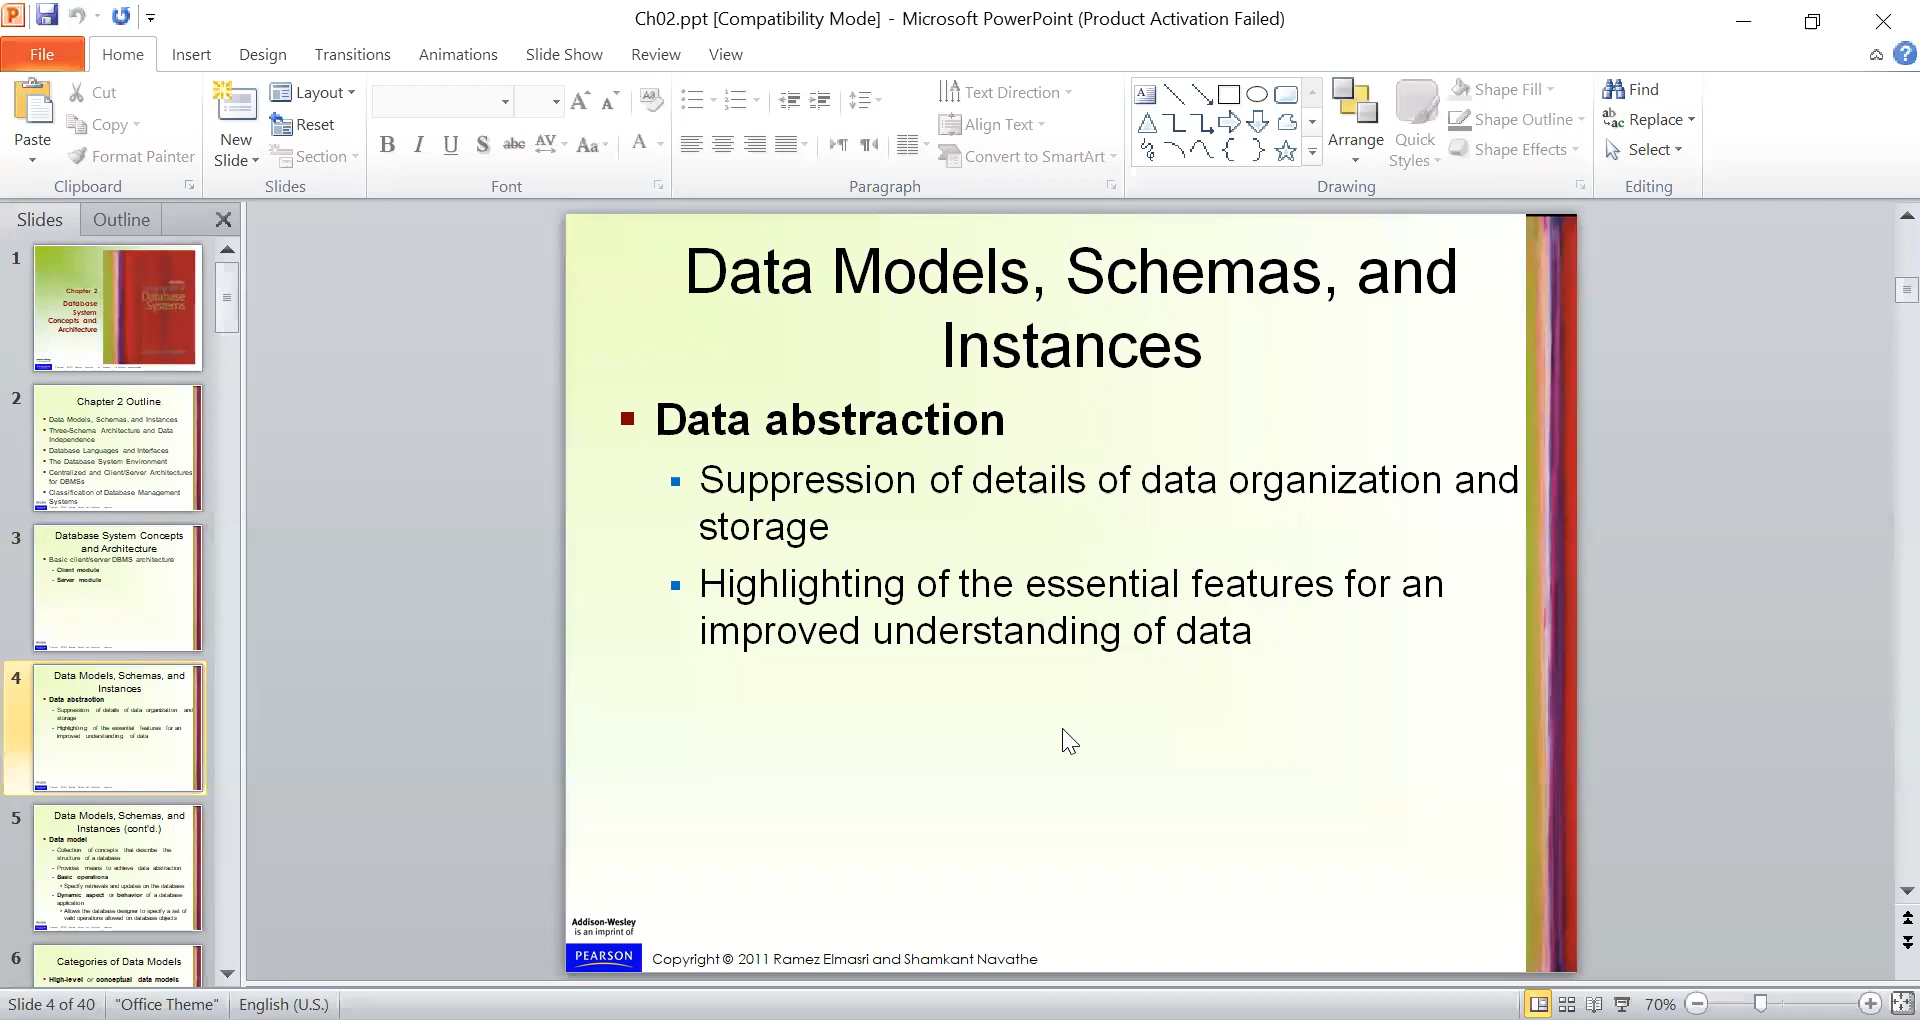 Ch02.ppt [Compatibility Mode] - Microsoft PowerPoint (Product Activation Failed)
File Home Insert Design Transitions Animations Slide Show Review View
Paste
Cut
Copy
Format Painter
Clipboard
New
Slide
Layout
Reset
Section
Slides
B I U S abc AV Aa A
Font
Text Direction
Align Text
Convert to SmartArt
Paragraph
Arrange
Quick
Styles
Shape Fill
Shape Outline
Shape Effects
Drawing
Find
Replace
Select
Editing
Slides Outline
1
Chapter 2
Database
System
Concepts and
Architecture
2
Chapter 2 Outline
Data Models, Schemas, and Instances
Three-Schema Architecture and Data
Independence
Database Languages and Interfaces
The Database System Environment
Centralized and Client/Server Architectures
for DBMSs
Classification of Database Management
Systems
3
Database System Concepts
and Architecture
Basic client/server DBMS architecture
Client module
Server module
4
Data Models, Schemas, and
Instances
Data abstraction
Suppression of details of data organization and
storage
Highlighting of the essential features for an
improved understanding of data
5
Data Models, Schemas, and
Instances (cont'd.)
Data model
Collection of concepts that describe the
structure of a database
Provides means to achieve data abstraction
Basic operations
Specify retrievals and updates on the database
Dynamic aspect or behavior of a database
application
Allows the database designer to specify a set of
valid operations allowed on database objects
6
Categories of Data Models
High-level or conceptual data models
Data Models, Schemas, and
Instances
Data abstraction
Suppression of details of data organization and
storage
Highlighting of the essential features for an
improved understanding of data
Addison-Wesley
is an imprint of
PEARSON
Copyright © 2011 Ramez Elmasri and Shamkant Navathe
Slide 4 of 40 "Office Theme" English (U.S.) 70%